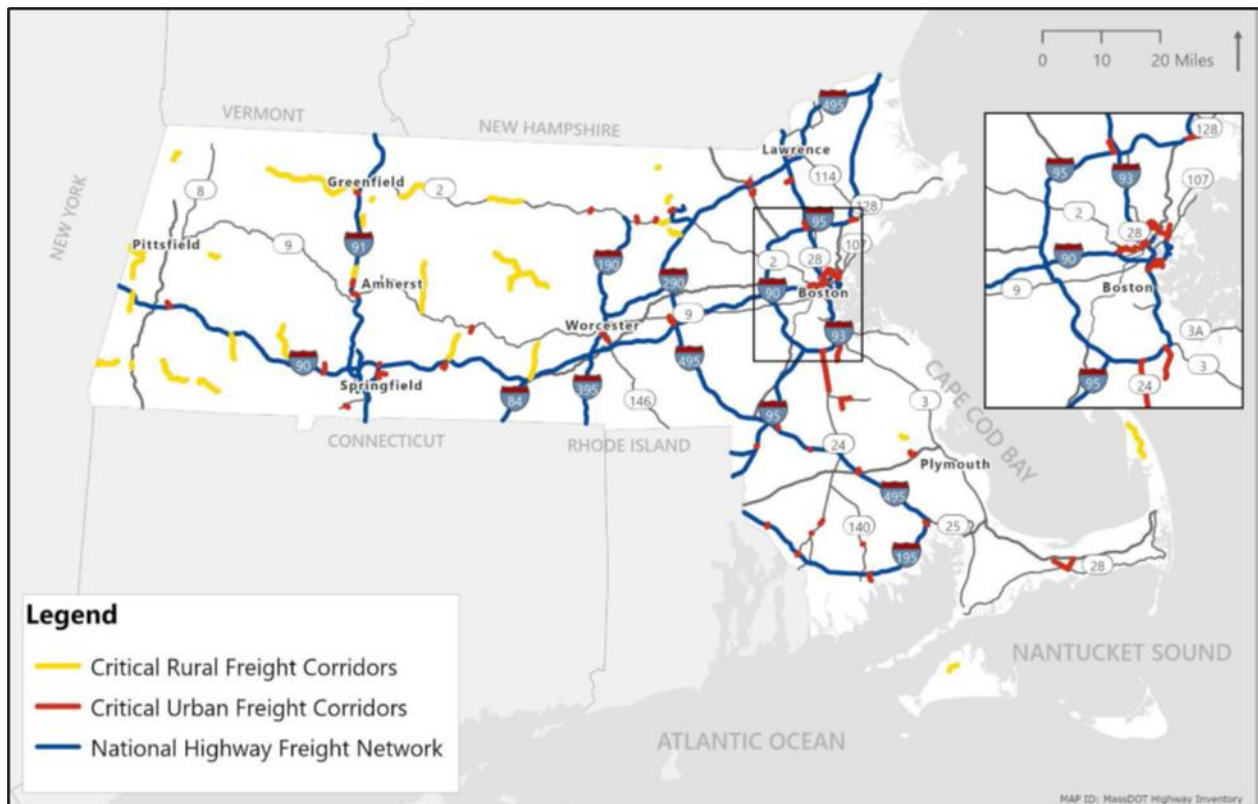 0 10 20 Miles
VERMONT
NEW HAMPSHIRE
NEW YORK
495
Lawrence
114
128
95
107
8
Greenfield
2
Pittsfield
9
91
Amherst
190
290
2
28
90
Boston
Worcester
9
93
90
Springfield
84
395
146
495
95
3
CONNECTICUT
RHODE ISLAND
24
Plymouth
CAPE COD BAY
495
140
25
195
28
128
95
93
107
2
28
90
9
Boston
3A
95
24
3
NANTUCKET SOUND
ATLANTIC OCEAN
Legend
Critical Rural Freight Corridors
Critical Urban Freight Corridors
National Highway Freight Network
MAP ID: MassDOT Highway Inventory